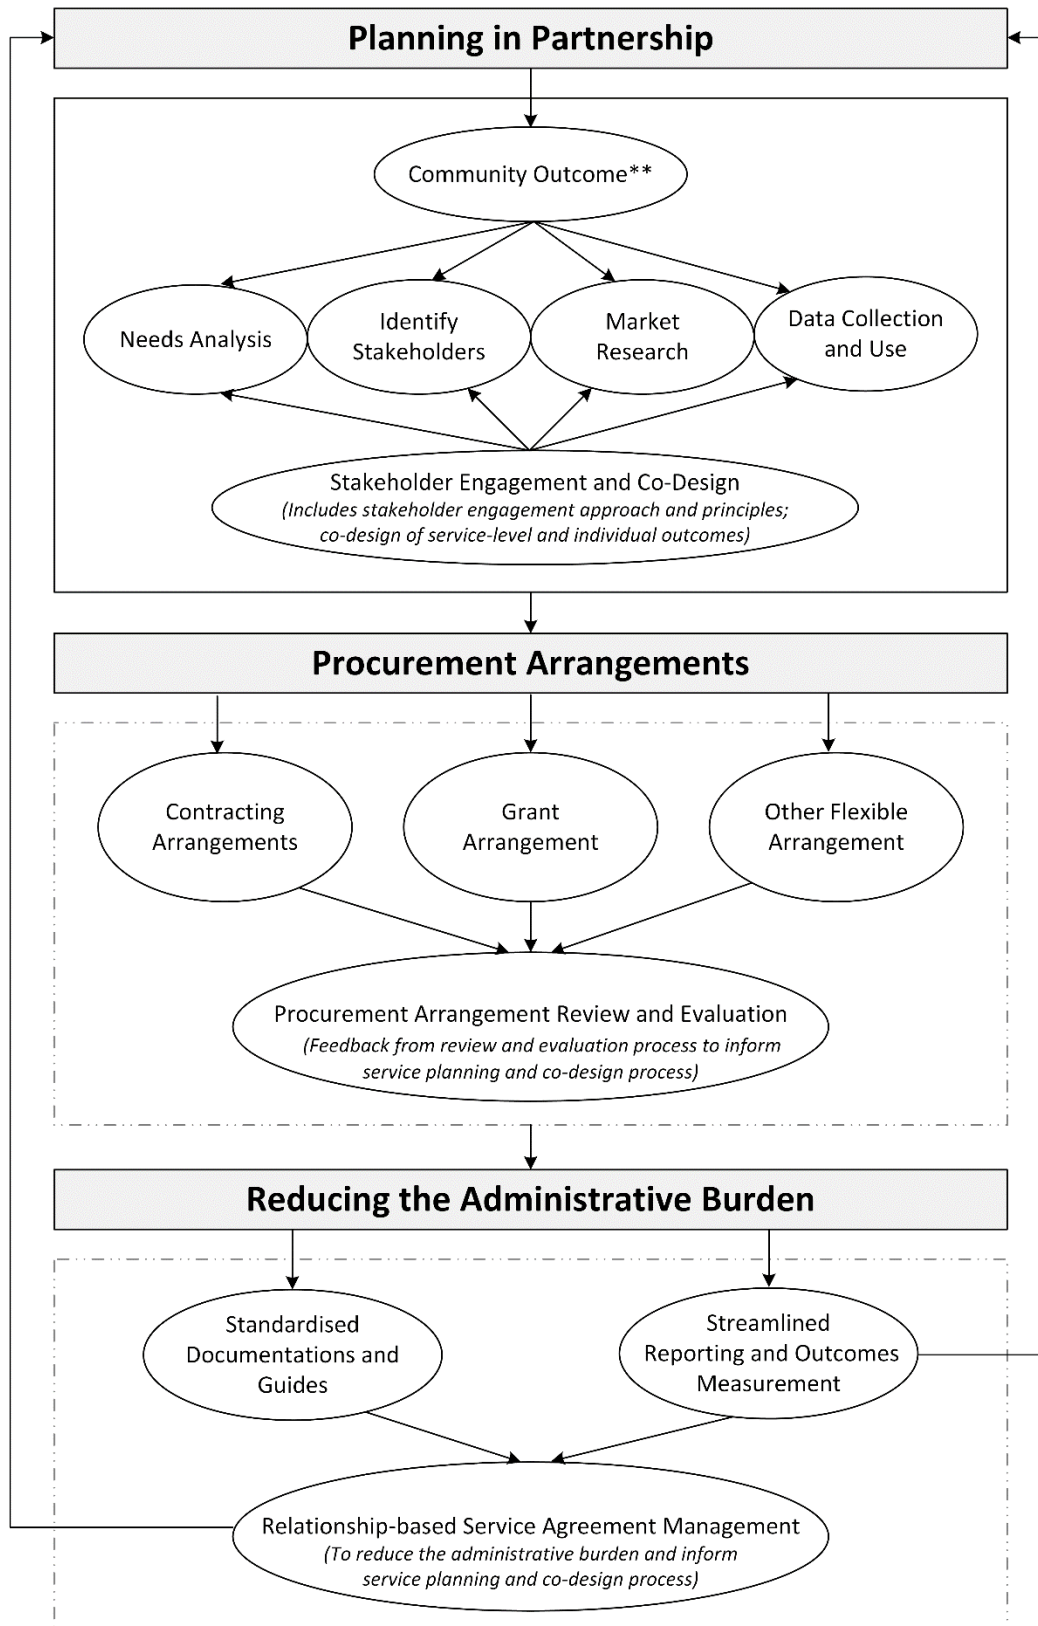 Planning in Partnership
Community Outcome**
Needs Analysis
Identify
Stakeholders
Market
Research
Data Collection
and Use
Stakeholder Engagement and Co-Design
(Includes stakeholder engagement approach and principles;
co-design of service-level and individual outcomes)
Procurement Arrangements
Contracting
Arrangements
Grant
Arrangement
Other Flexible
Arrangement
Procurement Arrangement Review and Evaluation
(Feedback from review and evaluation process to inform
service planning and co-design process)
Reducing the Administrative Burden
Standardised
Documentations and
Guides
Streamlined
Reporting and Outcomes
Measurement
Relationship-based Service Agreement Management
(To reduce the administrative burden and inform
service planning and co-design process)